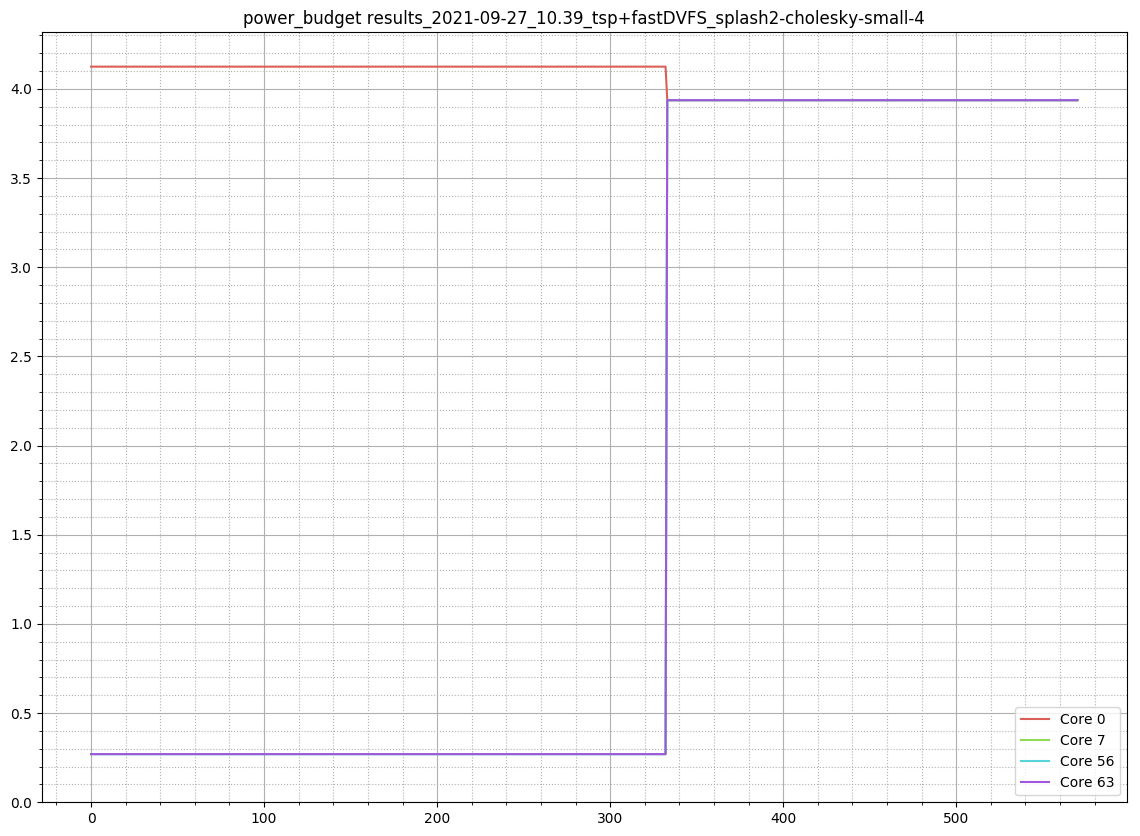 power_budget results_2021-09-27_10.39_tsp+fastDVFS_splash2-cholesky-small-4
4.0
3.5
3.0
2.5
2.0
1.5
1.0
0.5
0.0
Core 0
Core 7
Core 56
Core 63
0 100 200 300 400 500